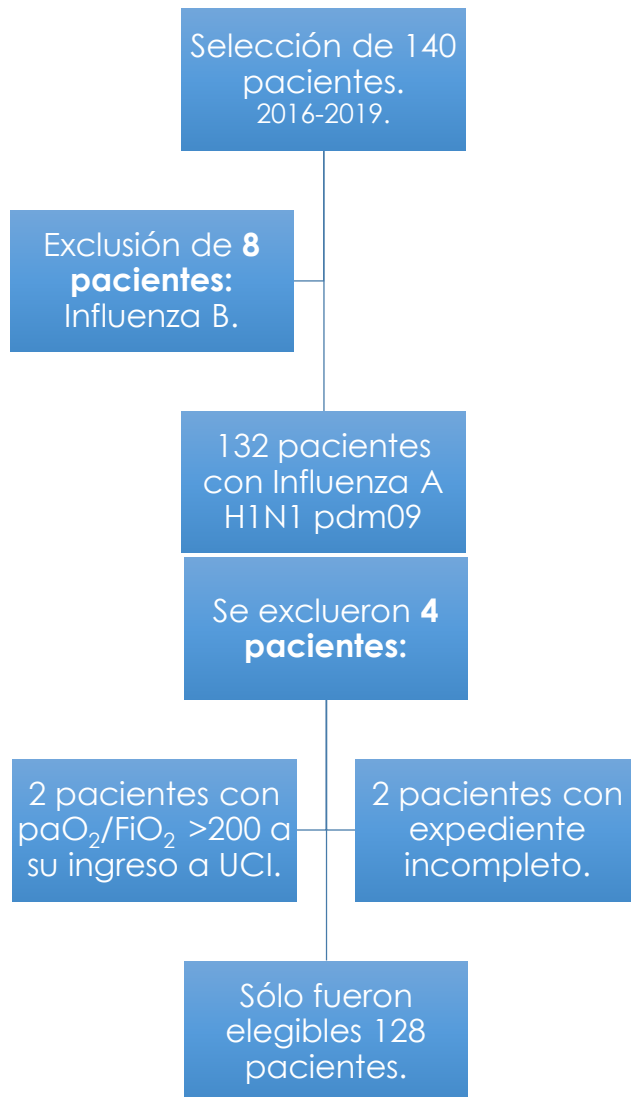 Selección de 140
pacientes.
2016-2019.
Exclusión de 8
pacientes:
Influenza B.
132 pacientes
con Influenza A
H1N1 pdm09
Se exclueron 4
pacientes:
2 pacientes con
paO₂/FiO₂ >200 a
su ingreso a UCI.
2 pacientes con
expediente
incompleto.
Sólo fueron
elegibles 128
pacientes.